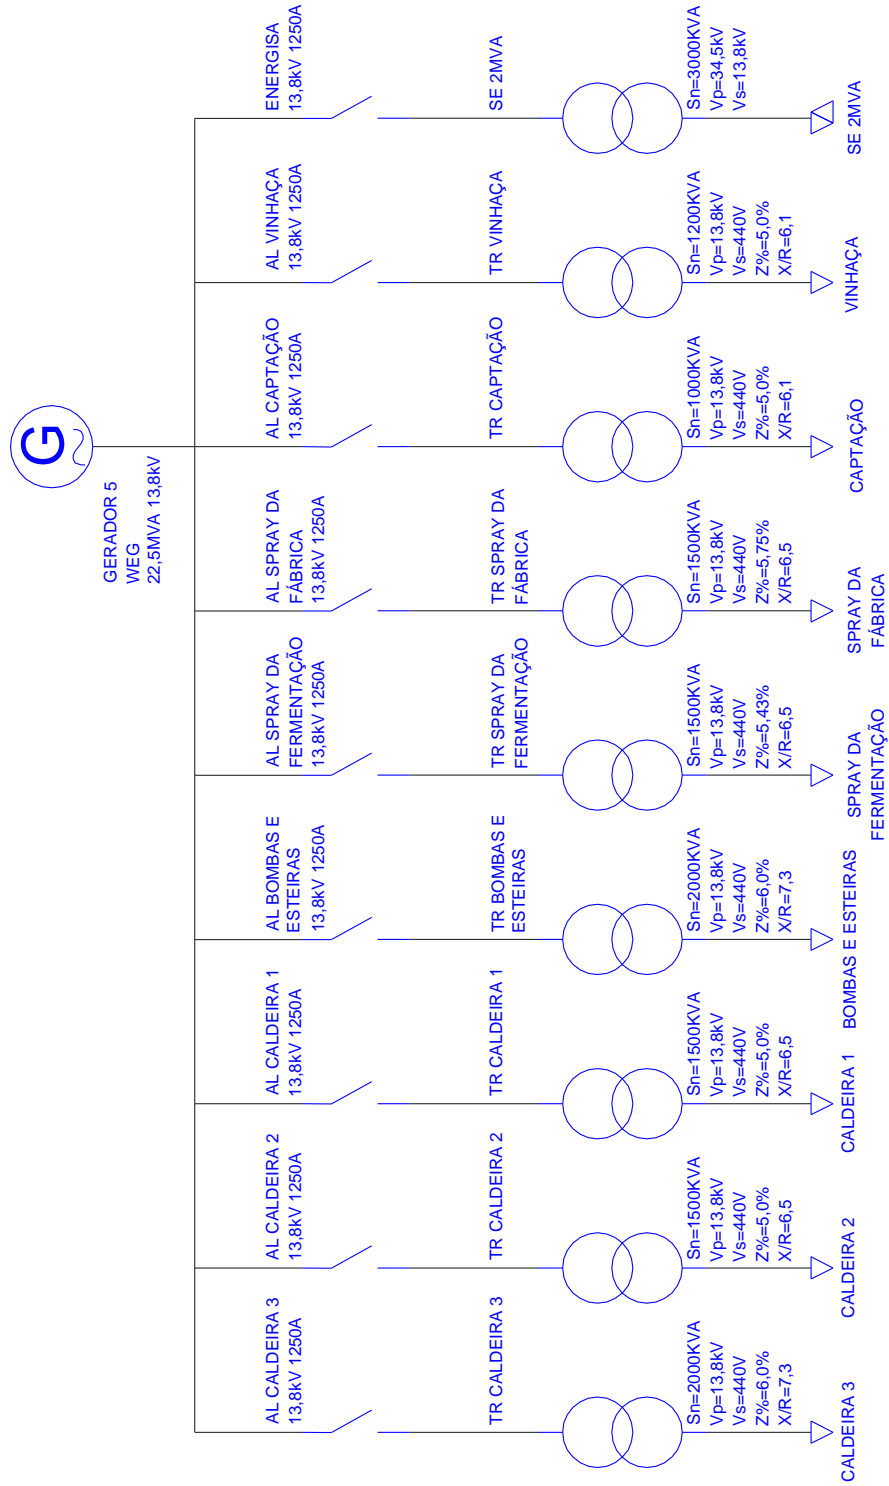 G
GERADOR 5
WEG
22,5MVA 13,8kV
AL CALDEIRA 3
13,8kV 1250A
AL CALDEIRA 2
13,8kV 1250A
AL CALDEIRA 1
13,8kV 1250A
AL BOMBAS E
ESTEIRAS
13,8kV 1250A
AL SPRAY DA
FERMENTAÇÃO
13,8kV 1250A
AL SPRAY DA
FÁBRICA
13,8kV 1250A
AL CAPTAÇÃO
13,8kV 1250A
AL VINHAÇA
13,8kV 1250A
ENERGISA
13,8kV 1250A
TR CALDEIRA 3
TR CALDEIRA 2
TR CALDEIRA 1
TR BOMBAS E
ESTEIRAS
TR SPRAY DA
FERMENTAÇÃO
TR SPRAY DA
FÁBRICA
TR CAPTAÇÃO
TR VINHAÇA
SE 2MVA
Sn=2000KVA
Vp=13,8kV
Vs=440V
Z%=6,0%
X/R=7,3
Sn=1500KVA
Vp=13,8kV
Vs=440V
Z%=5,0%
X/R=6,5
Sn=1500KVA
Vp=13,8kV
Vs=440V
Z%=5,0%
X/R=6,5
Sn=2000KVA
Vp=13,8kV
Vs=440V
Z%=6,0%
X/R=7,3
Sn=1500KVA
Vp=13,8kV
Vs=440V
Z%=5,43%
X/R=6,5
Sn=1500KVA
Vp=13,8kV
Vs=440V
Z%=5,75%
X/R=6,5
Sn=1000KVA
Vp=13,8kV
Vs=440V
Z%=5,0%
X/R=6,1
Sn=1200KVA
Vp=13,8kV
Vs=440V
Z%=5,0%
X/R=6,1
Sn=3000KVA
Vp=34,5kV
Vs=13,8kV
CALDEIRA 3
CALDEIRA 2
CALDEIRA 1
BOMBAS E ESTEIRAS
SPRAY DA
FERMENTAÇÃO
SPRAY DA
FÁBRICA
CAPTAÇÃO
VINHAÇA
SE 2MVA